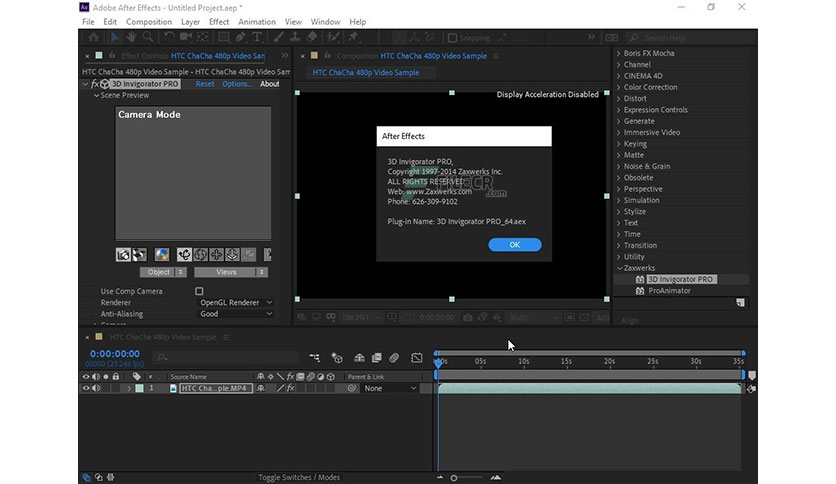 Adobe After Effects - Untitled Project.aep *
File Edit Composition Layer Effect Animation View Window Help
Snapping
Search Help
Effect Controls HTC ChaCha 480p Video San
Composition HTC ChaCha 480p Video Sample
HTC ChaCha 480p Video Sample • HTC ChaCha 480p Video Sam
HTC ChaCha 480p Video Sample
fx 3D Invigorator PRO Reset Options... About
Scene Preview
Camera Mode
Display Acceleration Disabled
After Effects
3D Invigorator PRO,
Copyright 1997-2014 Zaxwerks Inc.
ALL RIGHTS RESERVED
Web: www.Zaxwerks.com
Phone: 626-309-9102
Plug-in Name: 3D Invigorator PRO_64.aex
OK
.com
Object
Views
Use Comp Camera
Renderer OpenGL Renderer
Anti-Aliasing Good
Camera
0:00:00:00
(Full)
Boris FX Mocha
Channel
CINEMA 4D
Color Correction
Distort
Expression Controls
Generate
Immersive Video
Keying
Matte
Noise & Grain
Obsolete
Perspective
Simulation
Stylize
Text
Time
Transition
Utility
Zaxwerks
3D Invigorator PRO
ProAnimator
Align
HTC ChaCha 480p Video Sample
0:00:00:00
# Source Name
Parent & Link
1 HTC Cha...ple.MP4
None
05s 10s 15s 20s 25s 30s 35s
Toggle Switches / Modes